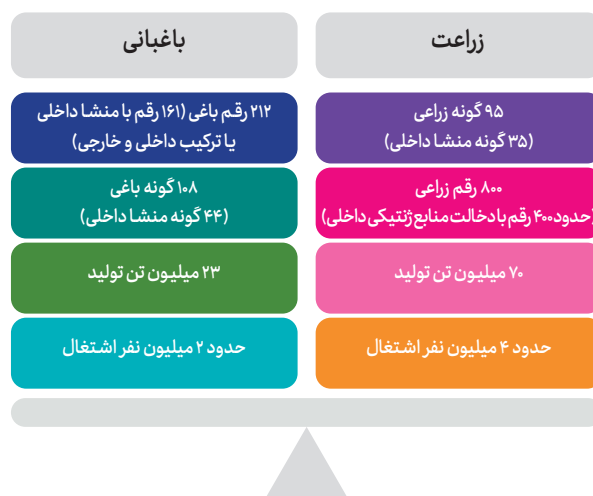 زراعت
۹۵ گونه زراعی
(۳۵ گونه منشا داخلی)
۸۰۰ رقم زراعی
(حدود ۴۰۰ رقم با دخالت منابع ژنتیکی داخلی)
۷۰ میلیون تن تولید
حدود ۴ میلیون نفر اشتغال
باغبانی
۲۱۲ رقم باغی (۱۶۱ رقم با منشا داخلی
یا ترکیب داخلی و خارجی)
۱۰۸ گونه باغی
(۴۴ گونه منشا داخلی)
۲۳ میلیون تن تولید
حدود ۲ میلیون نفر اشتغال